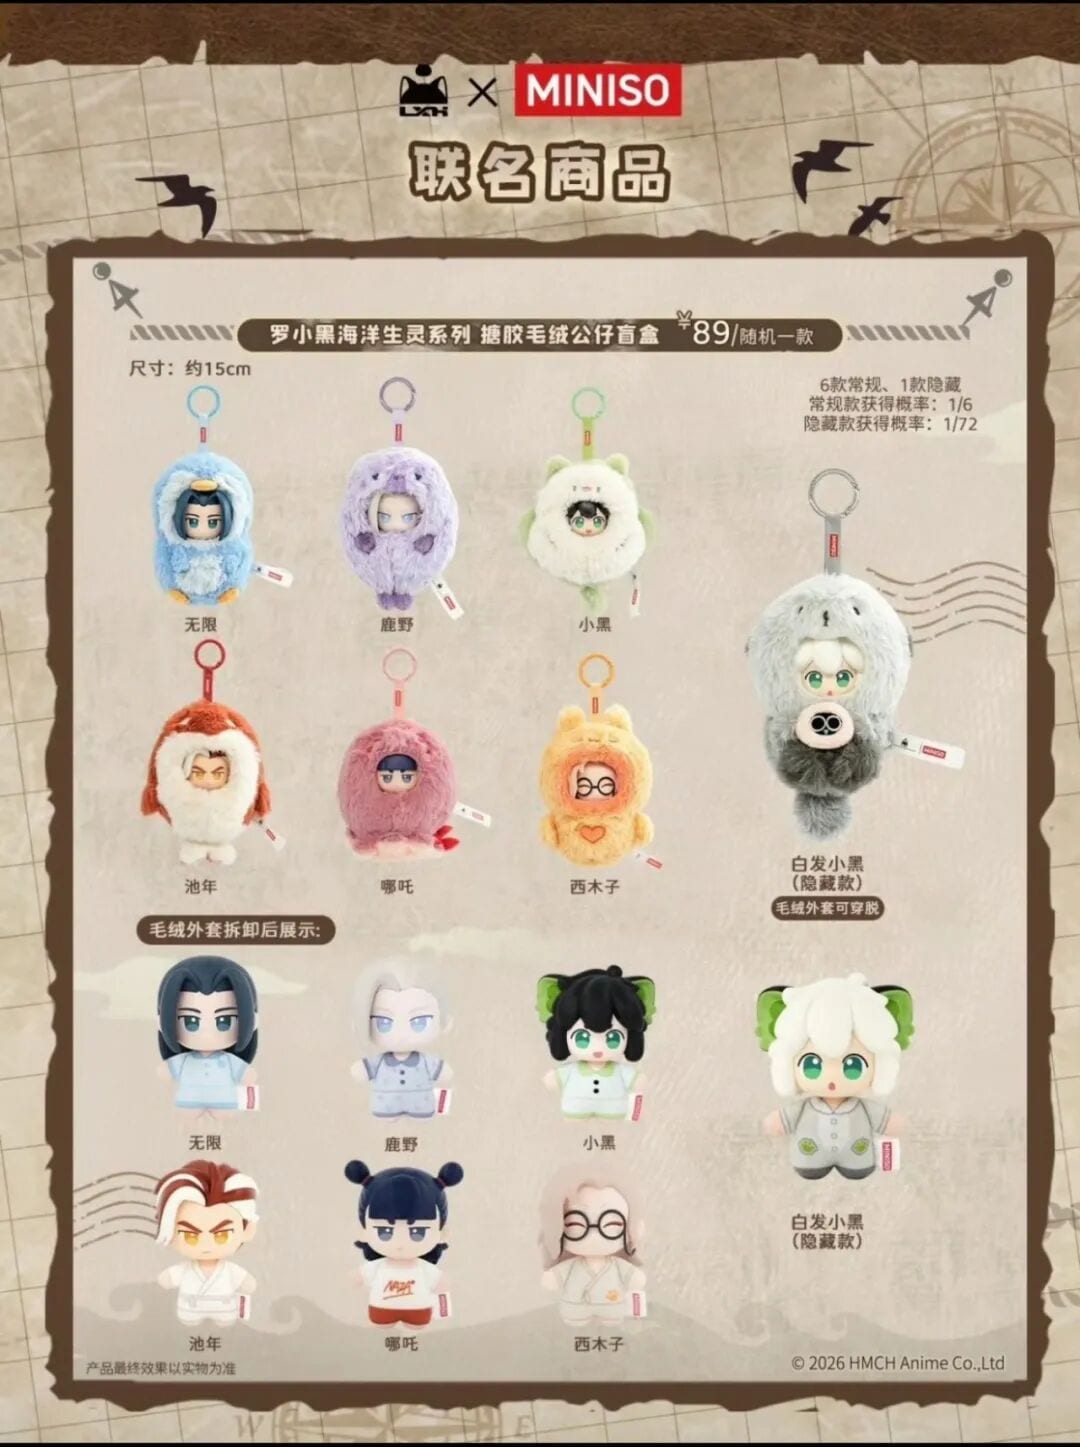 LXH × MINISO
联名商品
罗小黑海洋生灵系列 搪胶毛绒公仔盲盒 ¥89/随机一款
尺寸：约15cm
6款常规、1款隐藏
常规款获得概率：1/6
隐藏款获得概率：1/72
无限
鹿野
小黑
池年
哪吒
西木子
MINISO
白发小黑
（隐藏款）
毛绒外套可穿脱
毛绒外套拆卸后展示:
无限
鹿野
小黑
MINISO
白发小黑
（隐藏款）
NAZA
池年
哪吒
西木子
产品最终效果以实物为准
© 2026 HMCH Anime Co.,Ltd
W
E
N